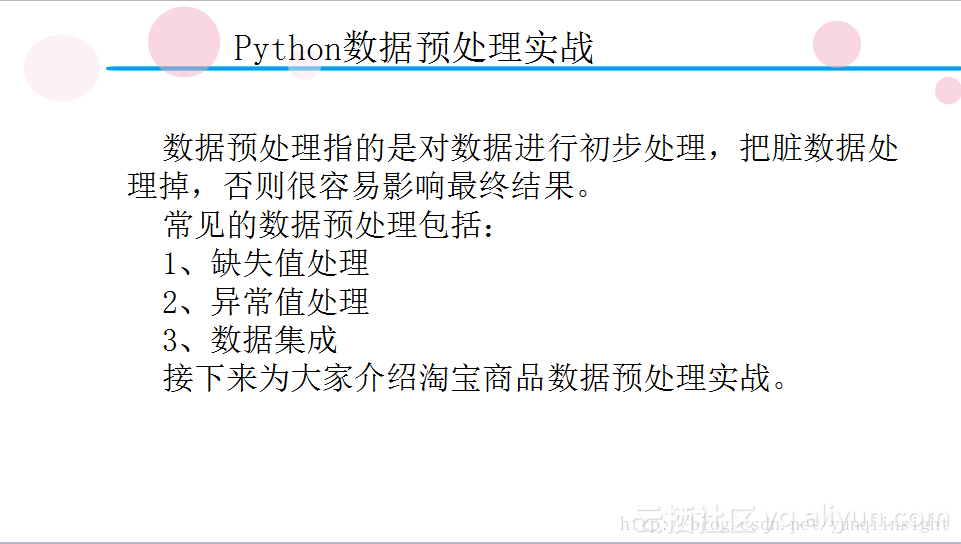 Python数据预处理实战
数据预处理指的是对数据进行初步处理，把脏数据处
理掉，否则很容易影响最终结果。
常见的数据预处理包括：
1、缺失值处理
2、异常值处理
3、数据集成
接下来为大家介绍淘宝商品数据预处理实战。
云栖社区 yq.aliyun.com
http://blog.csdn.net/yunqiinsight